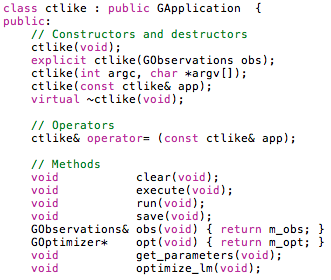 class ctlike : public GApplication  {
public:
    // Constructors and destructors
    ctlike(void);
    explicit ctlike(GObservations obs);
    ctlike(int argc, char *argv[]);
    ctlike(const ctlike& app);
    virtual ~ctlike(void);

    // Operators
    ctlike& operator= (const ctlike& app);

    // Methods
    void           clear(void);
    void           execute(void);
    void           run(void);
    void           save(void);
    GObservations& obs(void) { return m_obs; }
    GOptimizer*    opt(void) { return m_opt; }
    void           get_parameters(void);
    void           optimize_lm(void);